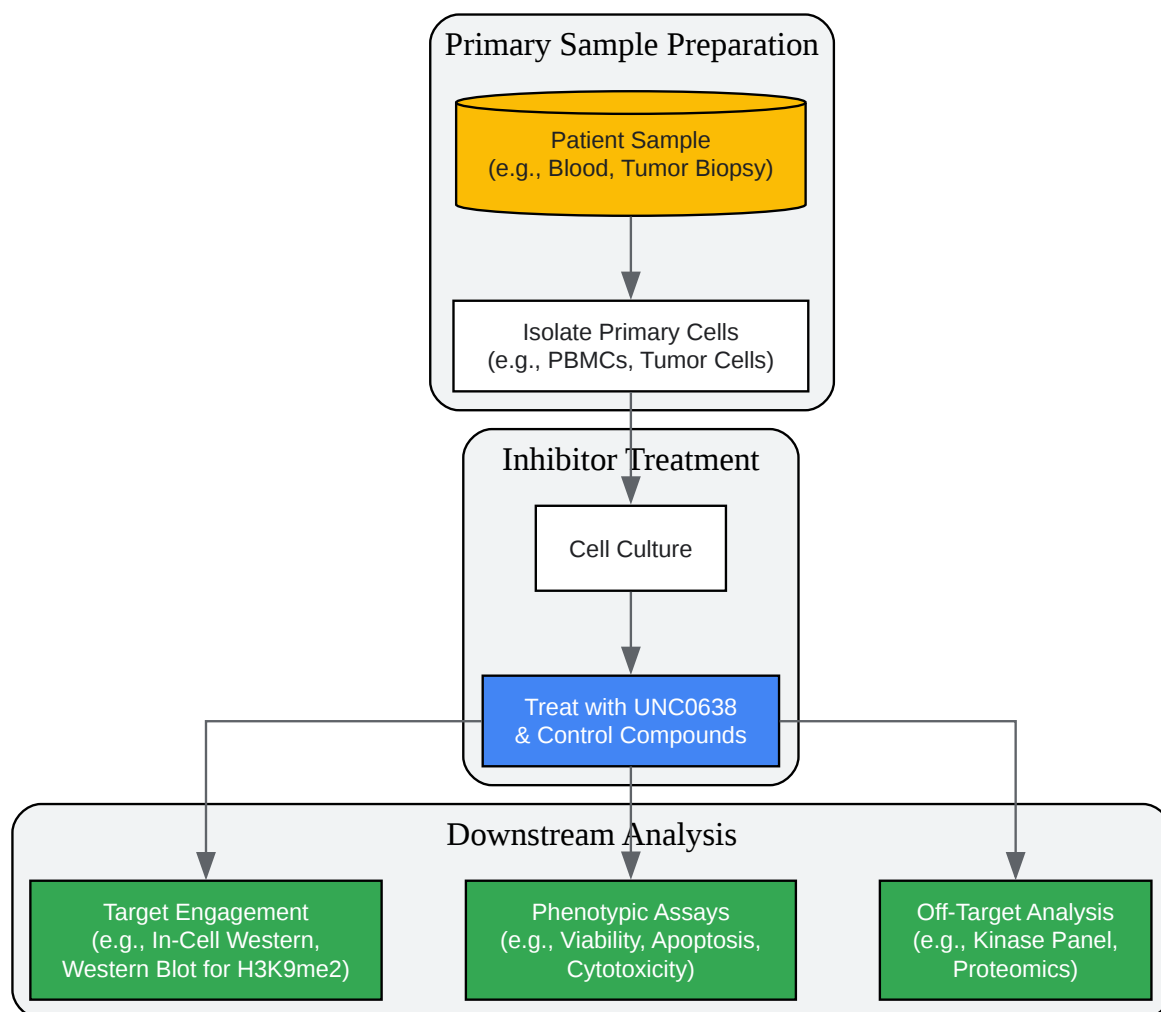 Primary Sample Preparation
Patient Sample
(e.g., Blood, Tumor Biopsy)
Isolate Primary Cells
(e.g., PBMCs, Tumor Cells)
Inhibitor Treatment
Cell Culture
Treat with UNC0638
& Control Compounds
Downstream Analysis
Target Engagement
(e.g., In-Cell Western,
Western Blot for H3K9me2)
Phenotypic Assays
(e.g., Viability, Apoptosis,
Cytotoxicity)
Off-Target Analysis
(e.g., Kinase Panel,
Proteomics)